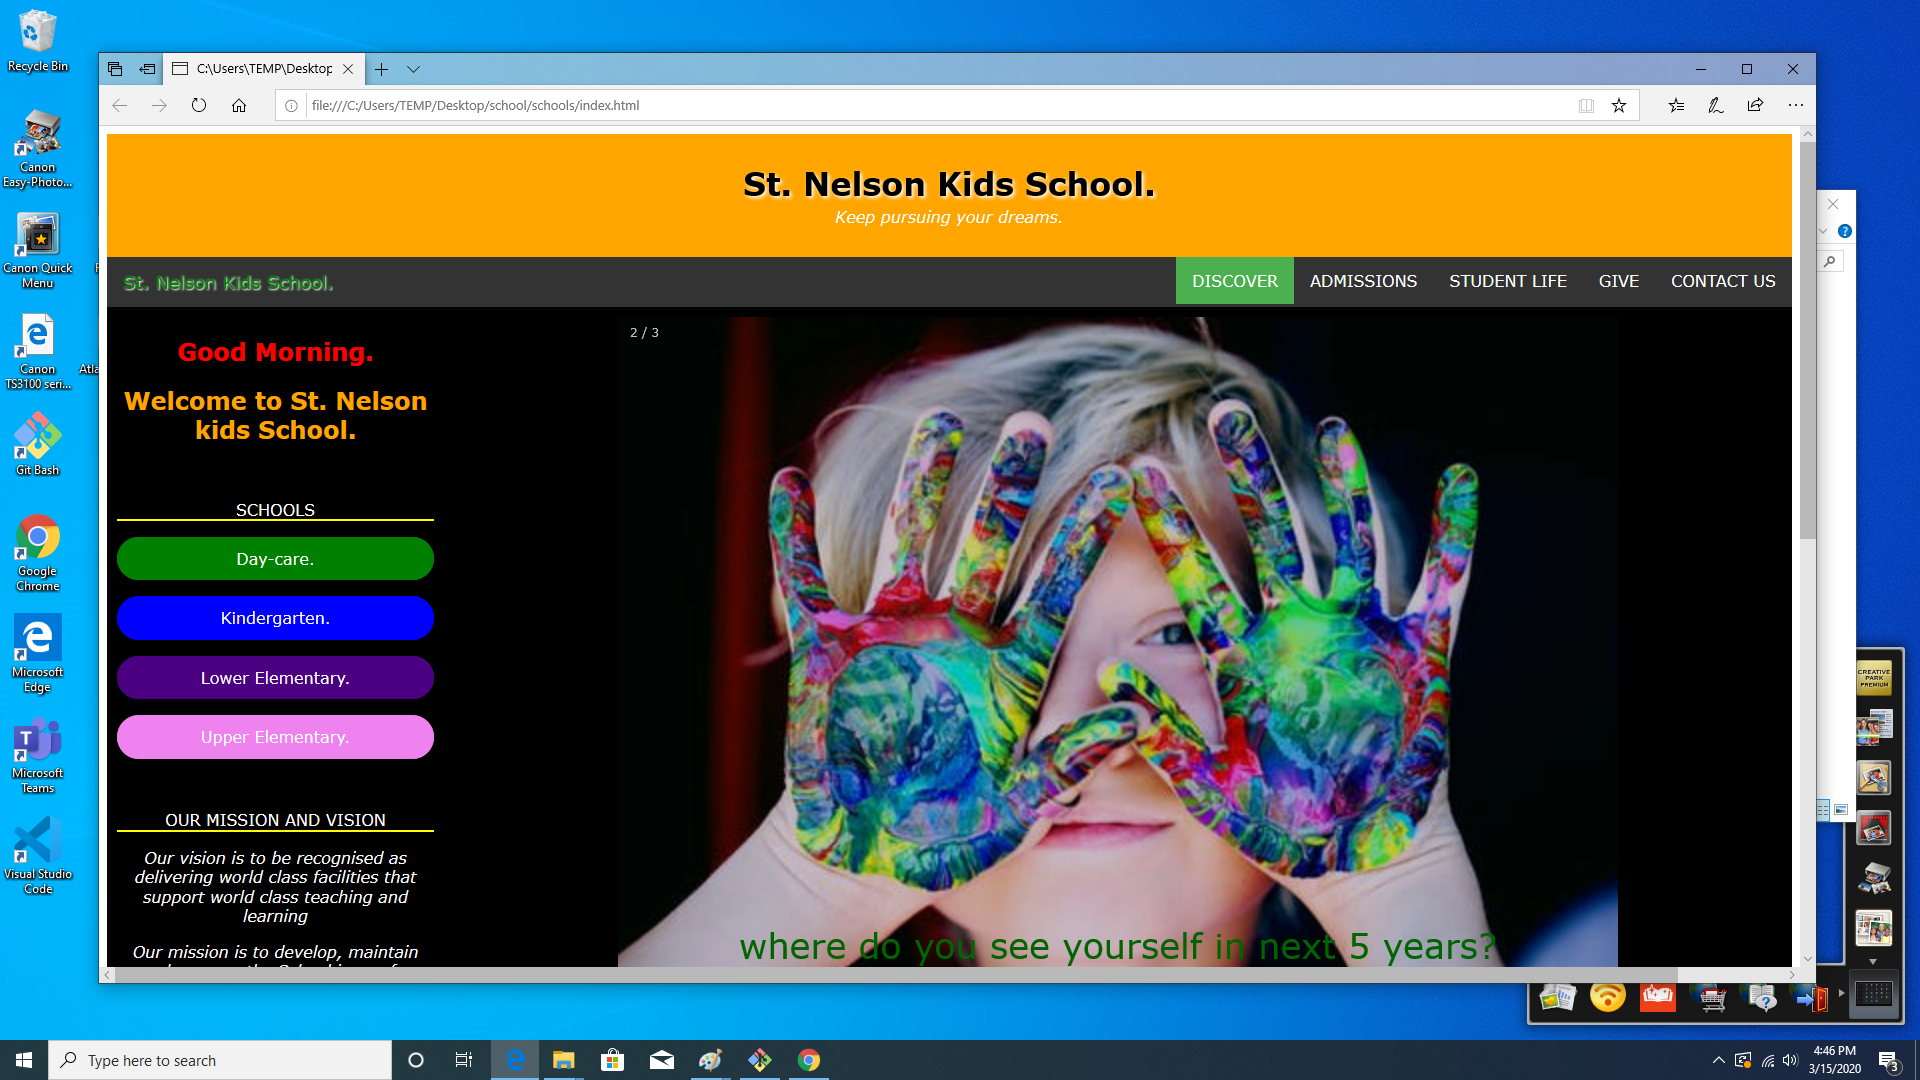 Recycle Bin
Canon
Easy-Photo...
Canon Quick
Menu
Canon
TS3100 seri...
Git Bash
Google
Chrome
Microsoft
Edge
Microsoft
Teams
Visual Studio
Code
Atla
C:\Users\TEMP\Desktop
file:///C:/Users/TEMP/Desktop/school/schools/index.html
St. Nelson Kids School.
Keep pursuing your dreams.
St. Nelson Kids School.
DISCOVER
ADMISSIONS
STUDENT LIFE
GIVE
CONTACT US
Good Morning.
Welcome to St. Nelson
kids School.
SCHOOLS
Day-care.
Kindergarten.
Lower Elementary.
Upper Elementary.
OUR MISSION AND VISION
Our vision is to be recognised as
delivering world class facilities that
support world class teaching and
learning
Our mission is to develop, maintain
2 / 3
where do you see yourself in next 5 years?
CREATIVE
PARK
PREMIUM
Type here to search
4:46 PM
3/15/2020
3